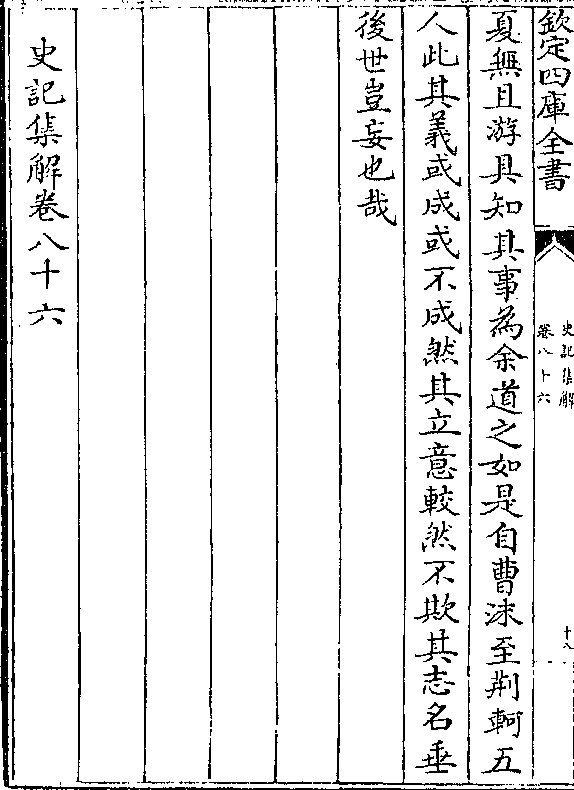 欽定四庫全書
史記集解
卷八十六
十八
夏無且游具知其事為余道之如是自曹沬至荆軻五
人此其義或成或不成然其立意較然不欺其志名垂
後世豈妄也哉
史記集解卷八十六